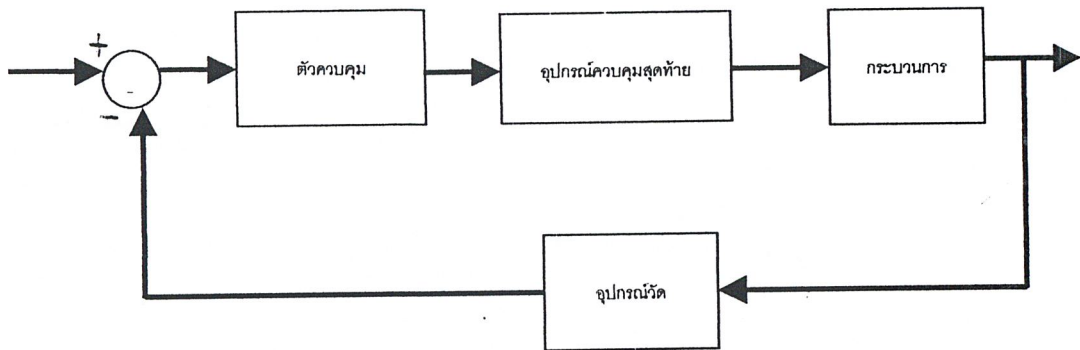 +
ตัวควบคุม
อุปกรณ์ควบคุมสุดท้าย
กระบวนการ
-
-
อุปกรณ์วัด